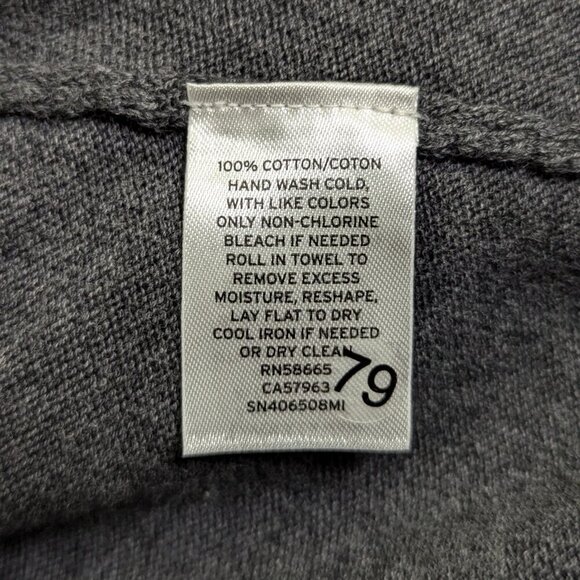 100% COTTON/COTON
HAND WASH COLD,
WITH LIKE COLORS
ONLY NON-CHLORINE
BLEACH IF NEEDED
ROLL IN TOWEL TO
REMOVE EXCESS
MOISTURE, RESHAPE,
LAY FLAT TO DRY
COOL IRON IF NEEDED
OR DRY CLEAN
RN58665
CA57963
SN406508MI
79